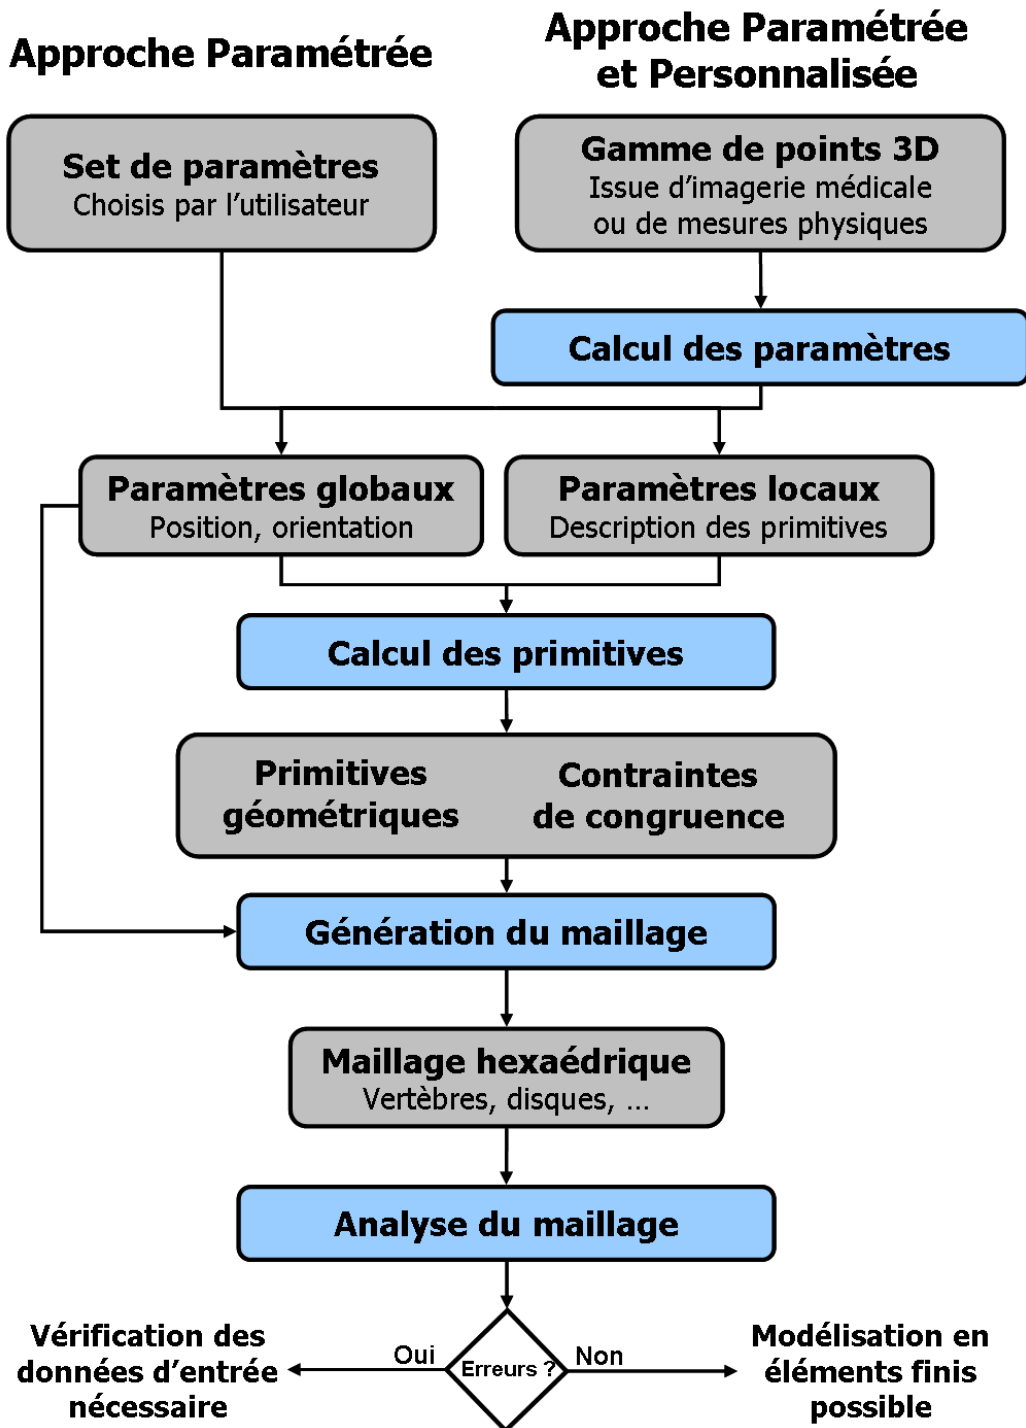 Approche Paramétrée
Approche Paramétrée
et Personnalisée
Set de paramètres
Choisis par l’utilisateur
Gamme de points 3D
Issue d’imagerie médicale
ou de mesures physiques
Calcul des paramètres
Paramètres globaux
Position, orientation
Paramètres locaux
Description des primitives
Calcul des primitives
Primitives
géométriques
Contraintes
de congruence
Génération du maillage
Maillage hexaédrique
Vertèbres, disques, ...
Analyse du maillage
Erreurs ?
Oui
Non
Vérification des
données d’entrée
nécessaire
Modélisation en
éléments finis
possible